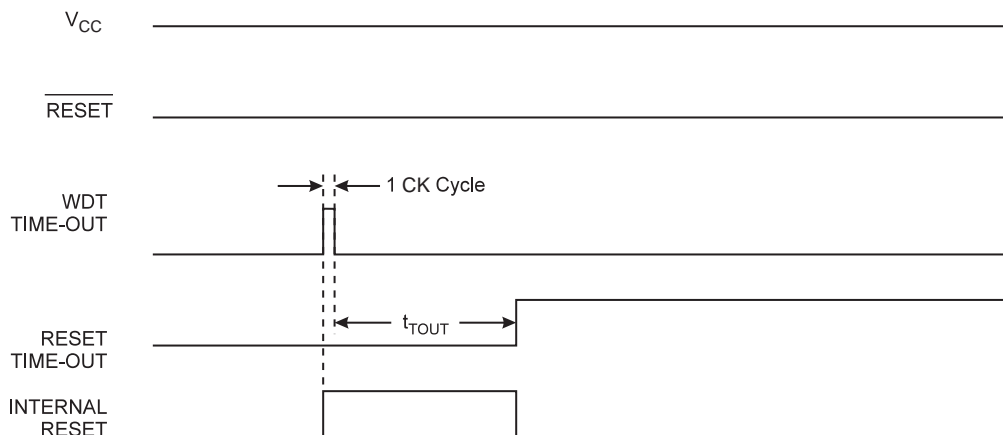 VCC
RESET
1 CK Cycle
WDT
TIME-OUT
tTOUT
RESET
TIME-OUT
INTERNAL
RESET